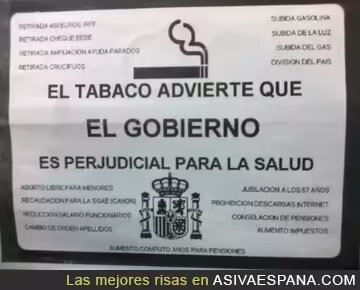 RETIRADA 400 EUROS IRPF
RETIRADA CHEQUE BEBÉ
RETIRADA AMPLIACION AYUDA PARADOS
RETIRADA CRUCIFIJOS
SUBIDA GASOLINA
SUBIDA DE LA LUZ
SUBIDA DEL GAS
DIVISION DEL PAIS
EL TABACO ADVIERTE QUE
EL GOBIERNO
ES PERJUDICIAL PARA LA SALUD
ABORTO LIBRE PARA MENORES
RECAUDACION PARA LA SGAE (CANON)
REDUCCION SALARIO FUNCIONARIOS
CAMBIO DE ORDEN APELLIDOS
JUBILACION A LOS 67 AÑOS
PROHIBICION DESCARGAS INTERNET
CONGELACION DE PENSIONES
AUMENTO IMPUESTOS
AUMENTO COMPUTO AÑOS PARA PENSIONES
Las mejores risas en ASIVAESPANA.COM